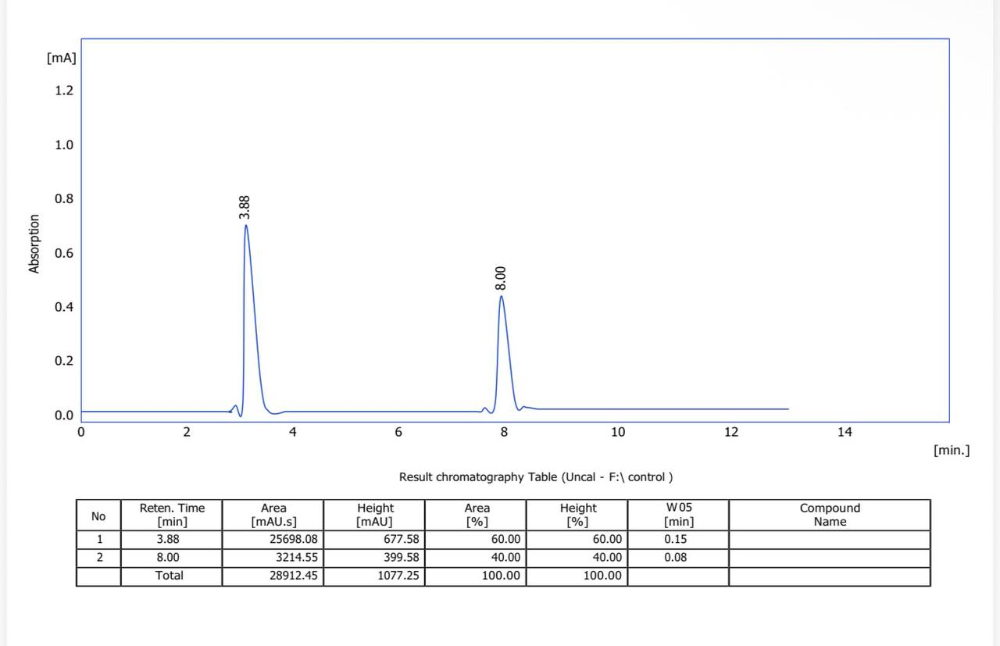 [mA]
1.2
1.0
0.8
0.6
0.4
0.2
0.0
Absorption
3.88
8.00
0 2 4 6 8 10 12 14
[min.]
Result chromatography Table (Uncal - F:\ control )
No Reten. Time [min] Area [mAU.s] Height [mAU] Area [%] Height [%] W05 [min] Compound Name
1 3.88 25698.08 677.58 60.00 60.00 0.15
2 8.00 3214.55 399.58 40.00 40.00 0.08
Total 28912.45 1077.25 100.00 100.00